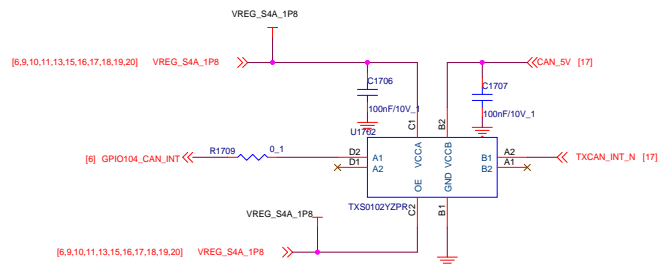 VREG_S4A_1P8
[6,9,10,11,13,15,16,17,18,19,20] VREG_S4A_1P8
CAN_5V [17]
C1706
100nF/10V_1
C1707
100nF/10V_1
C1
B2
U1702
R1709 0_1
[6] GPIO104_CAN_INT
D2
D1
A1
A2
OE
VCCA
GND
VCCB
B1
B2
A2
A1
TXCAN_INT_N [17]
TXS0102YZPR
C2
B1
VREG_S4A_1P8
[6,9,10,11,13,15,16,17,18,19,20] VREG_S4A_1P8